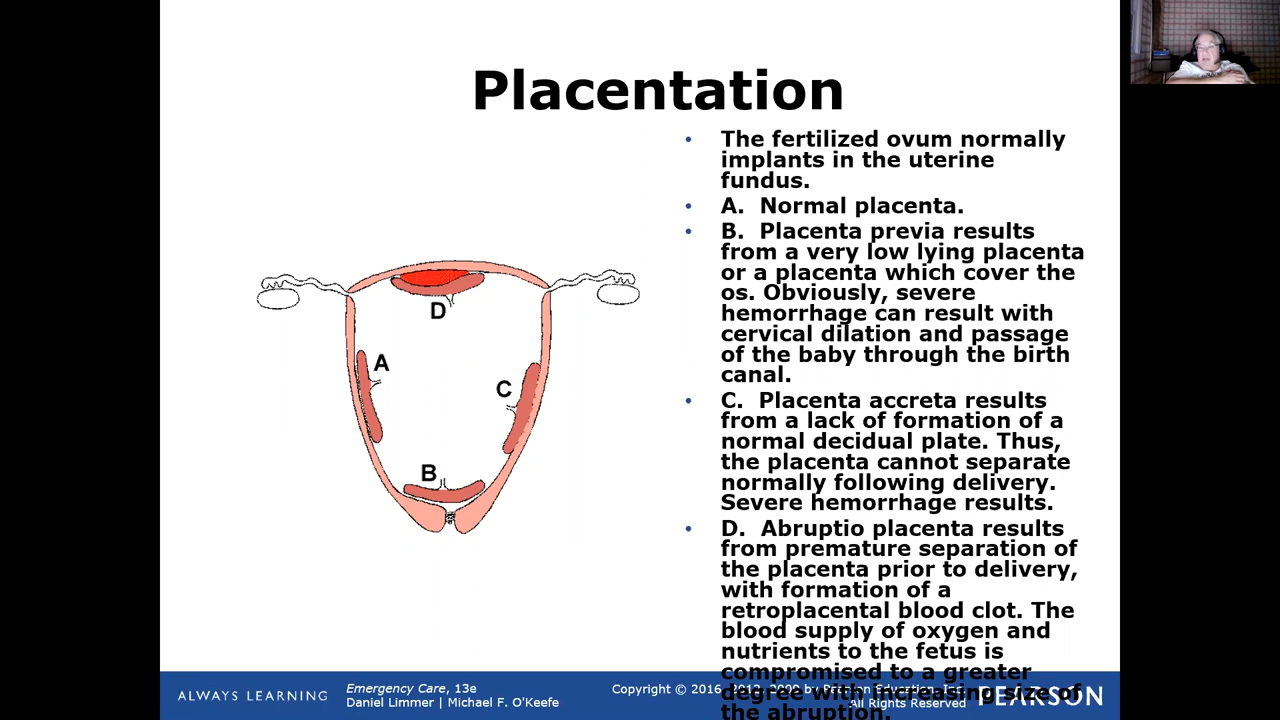 Placentation
• The fertilized ovum normally
implants in the uterine
fundus.
• A. Normal placenta.
• B. Placenta previa results
from a very low lying placenta
or a placenta which cover the
os. Obviously, severe
hemorrhage can result with
cervical dilation and passage
of the baby through the birth
canal.
• C. Placenta accreta results
from a lack of formation of a
normal decidual plate. Thus,
the placenta cannot separate
normally following delivery.
Severe hemorrhage results.
• D. Abruptio placenta results
from premature separation of
the placenta prior to delivery,
with formation of a
retroplacental blood clot. The
blood supply of oxygen and
nutrients to the fetus is
compromised to a greater
degree with increasing size of
the abruption.
D
A
C
B
ALWAYS LEARNING
Emergency Care, 13e
Daniel Limmer | Michael F. O'Keefe
Copyright © 2016, 2012, 2009 by Pearson Education, Inc.
All Rights Reserved
PEARSON